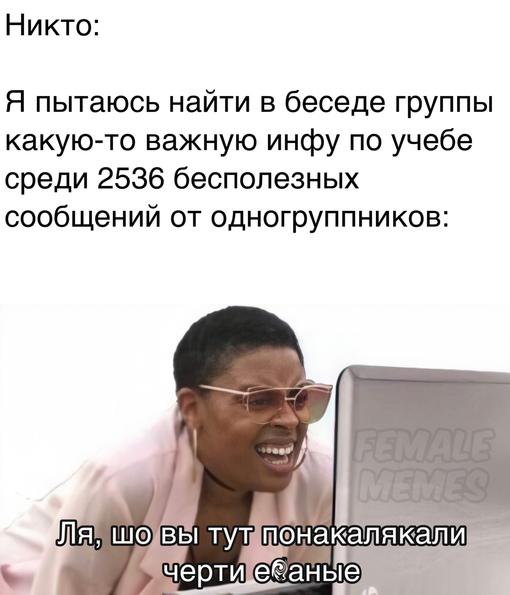 Никто:
Я пытаюсь найти в беседе группы
какую-то важную инфу по учебе
среди 2536 бесполезных
сообщений от одногруппников:
FEMALE
MEMES
Ля, шо вы тут понакалякали
черти ебаные